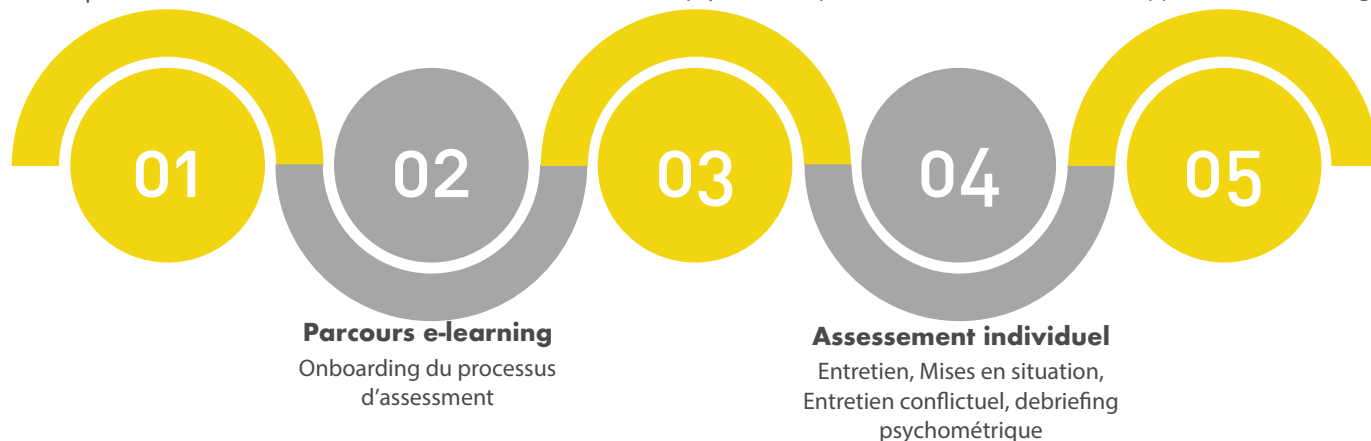 01
02
03
04
05
Parcours e-learning
Onboarding du processus
d’assessment
Assessement individuel
Entretien, Mises en situation,
Entretien conflictuel, debriefing
psychométrique